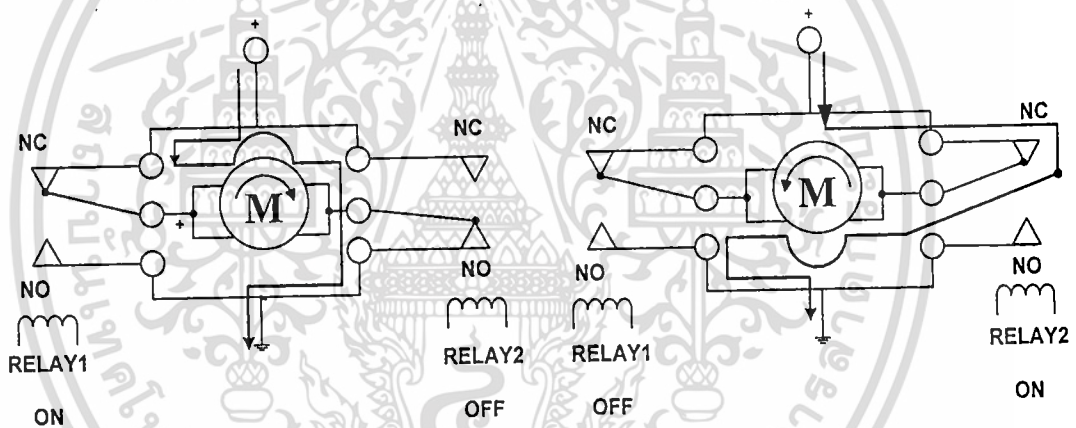 +
+
NC
NC
NC
NC
M
M
+
NO
NO
NO
NO
RELAY1
RELAY2
RELAY1
RELAY2
ON
OFF
OFF
ON